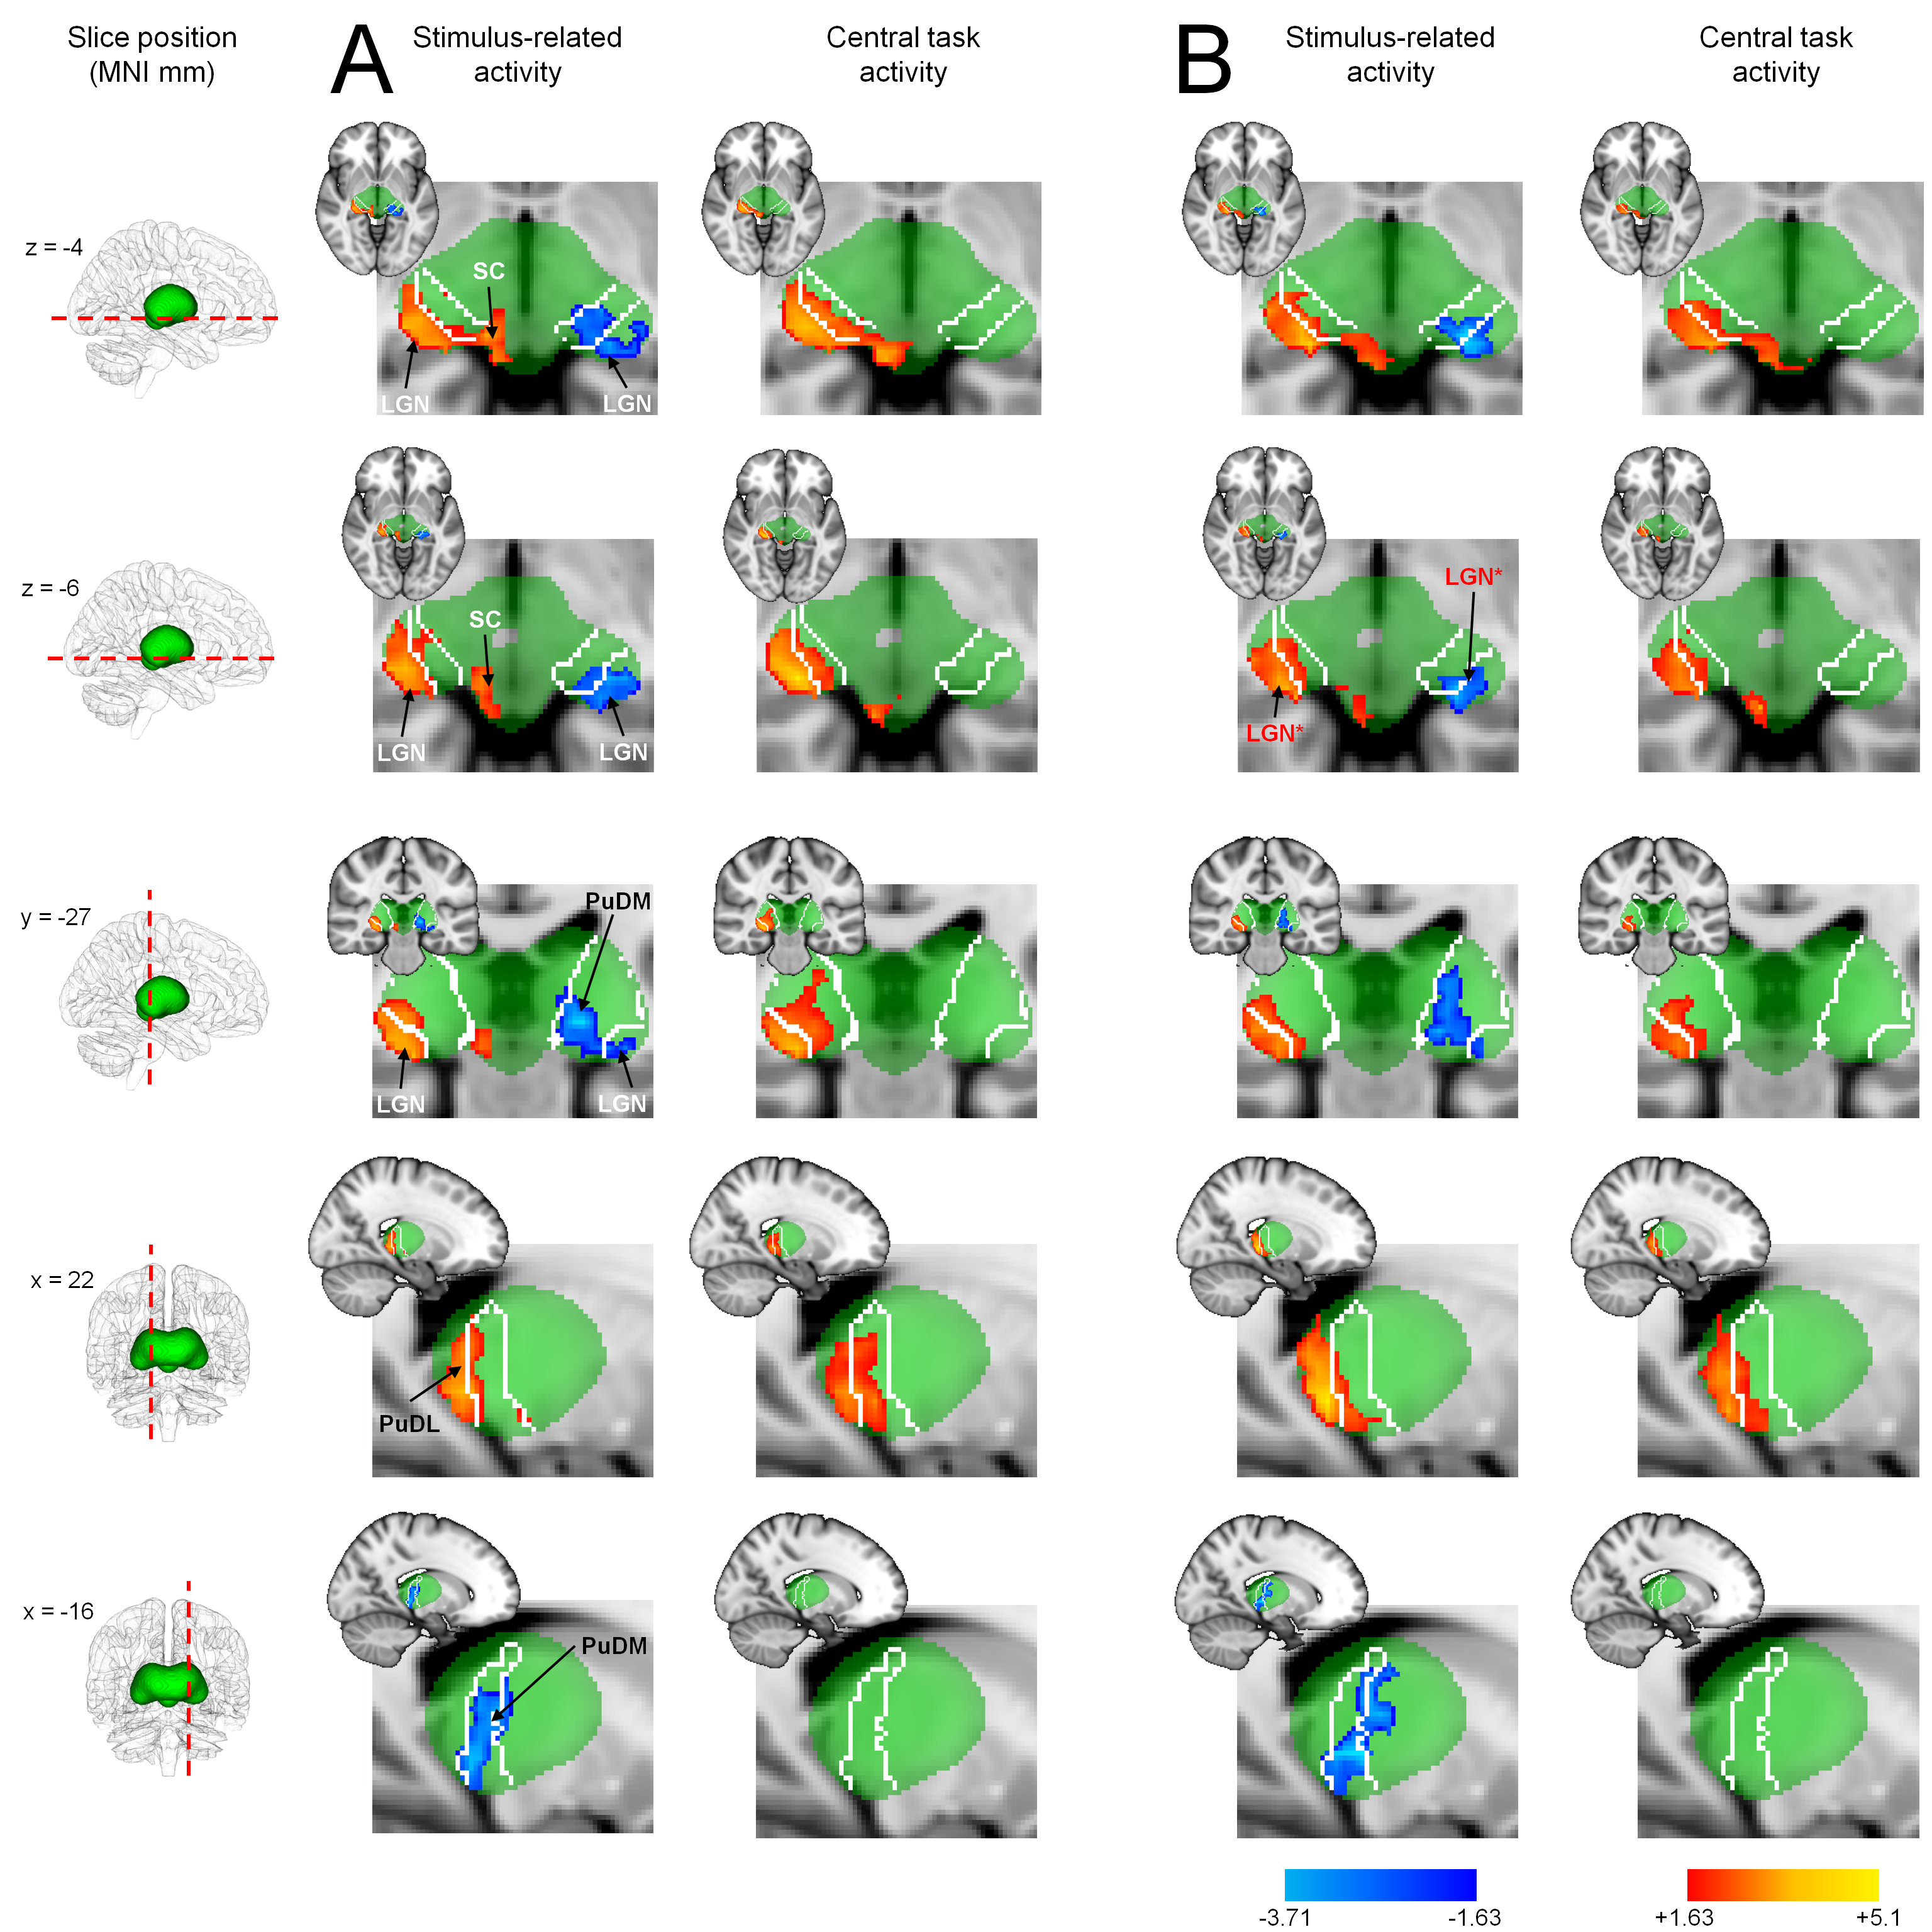 Slice position
(MNI mm)
A
Stimulus-related
activity
Central task
activity
B
Stimulus-related
activity
Central task
activity
z = -4
SC
LGN
LGN
z = -6
SC
LGN
LGN
LGN*
LGN*
y = -27
PuDM
LGN
LGN
x = 22
PuDL
x = -16
PuDM
-3.71
-1.63
+1.63
+5.1